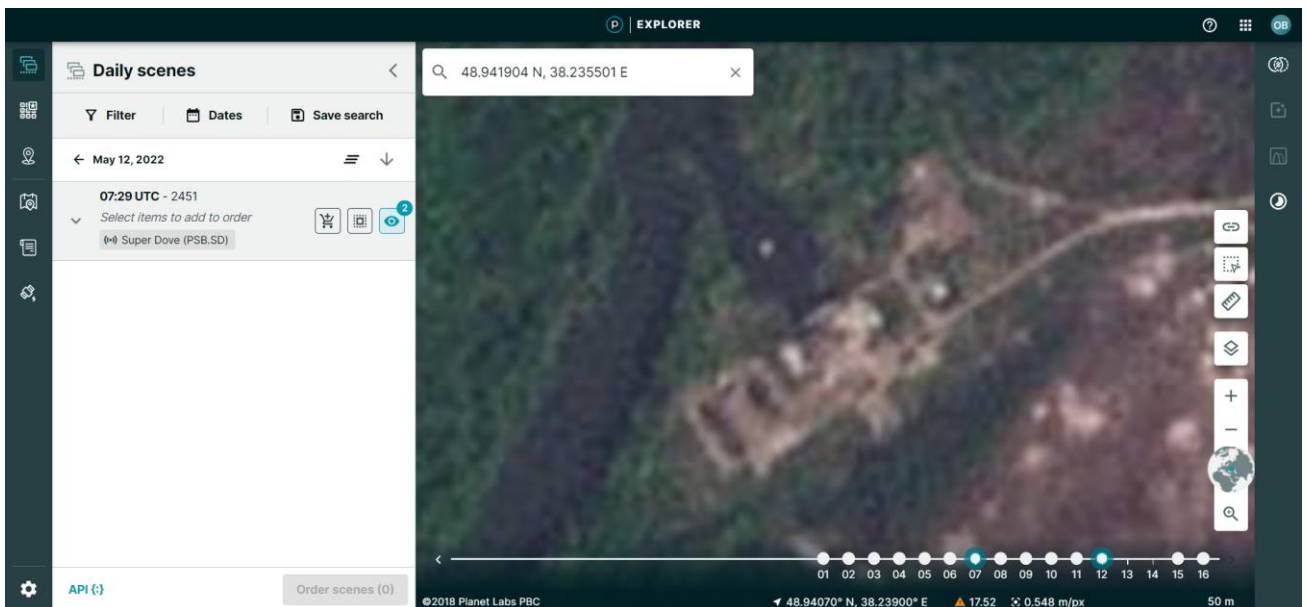 EXPLORER
OB
Daily scenes
Filter
Dates
Save search
May 12, 2022
07:29 UTC - 2451
Select items to add to order
Super Dove (PSB.SD)
2
API {:}
Order scenes (0)
48.941904 N, 38.235501 E
01 02 03 04 05 06 07 08 09 10 11 12 13 14 15 16
©2018 Planet Labs PBC
48.94070° N, 38.23900° E
17.52
0.548 m/px
50 m